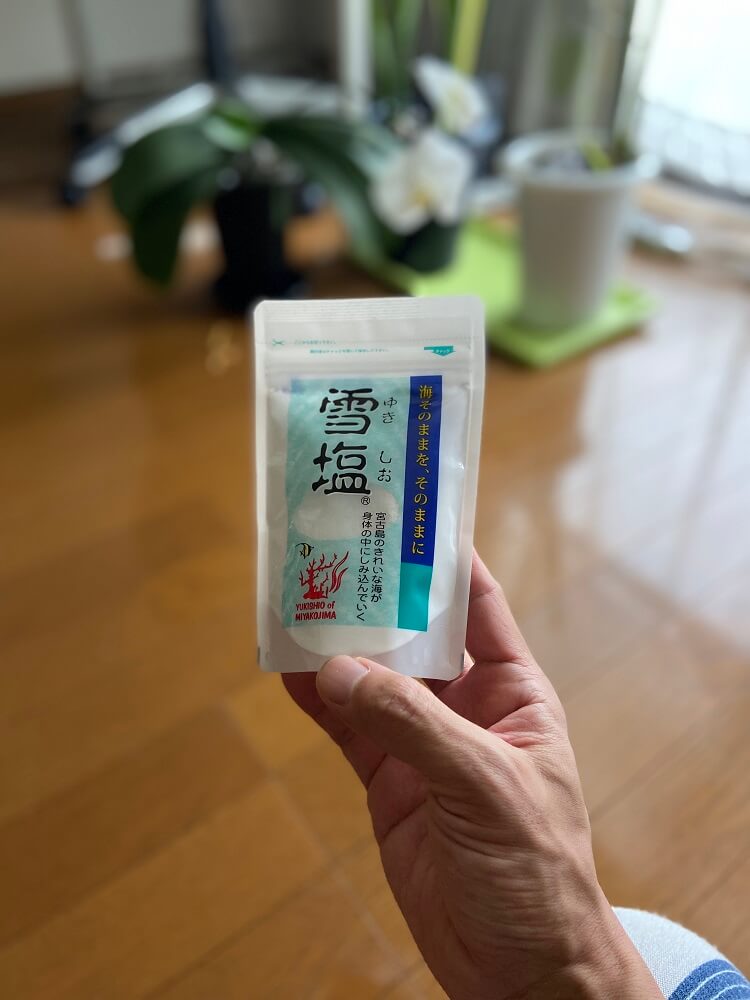 海そのままを、そのままに
雪塩®
ゆき しお
宮古島のきれいな海が
身体の中にしみ込んでいく
YUKISHIO of
MIYAKOJIMA